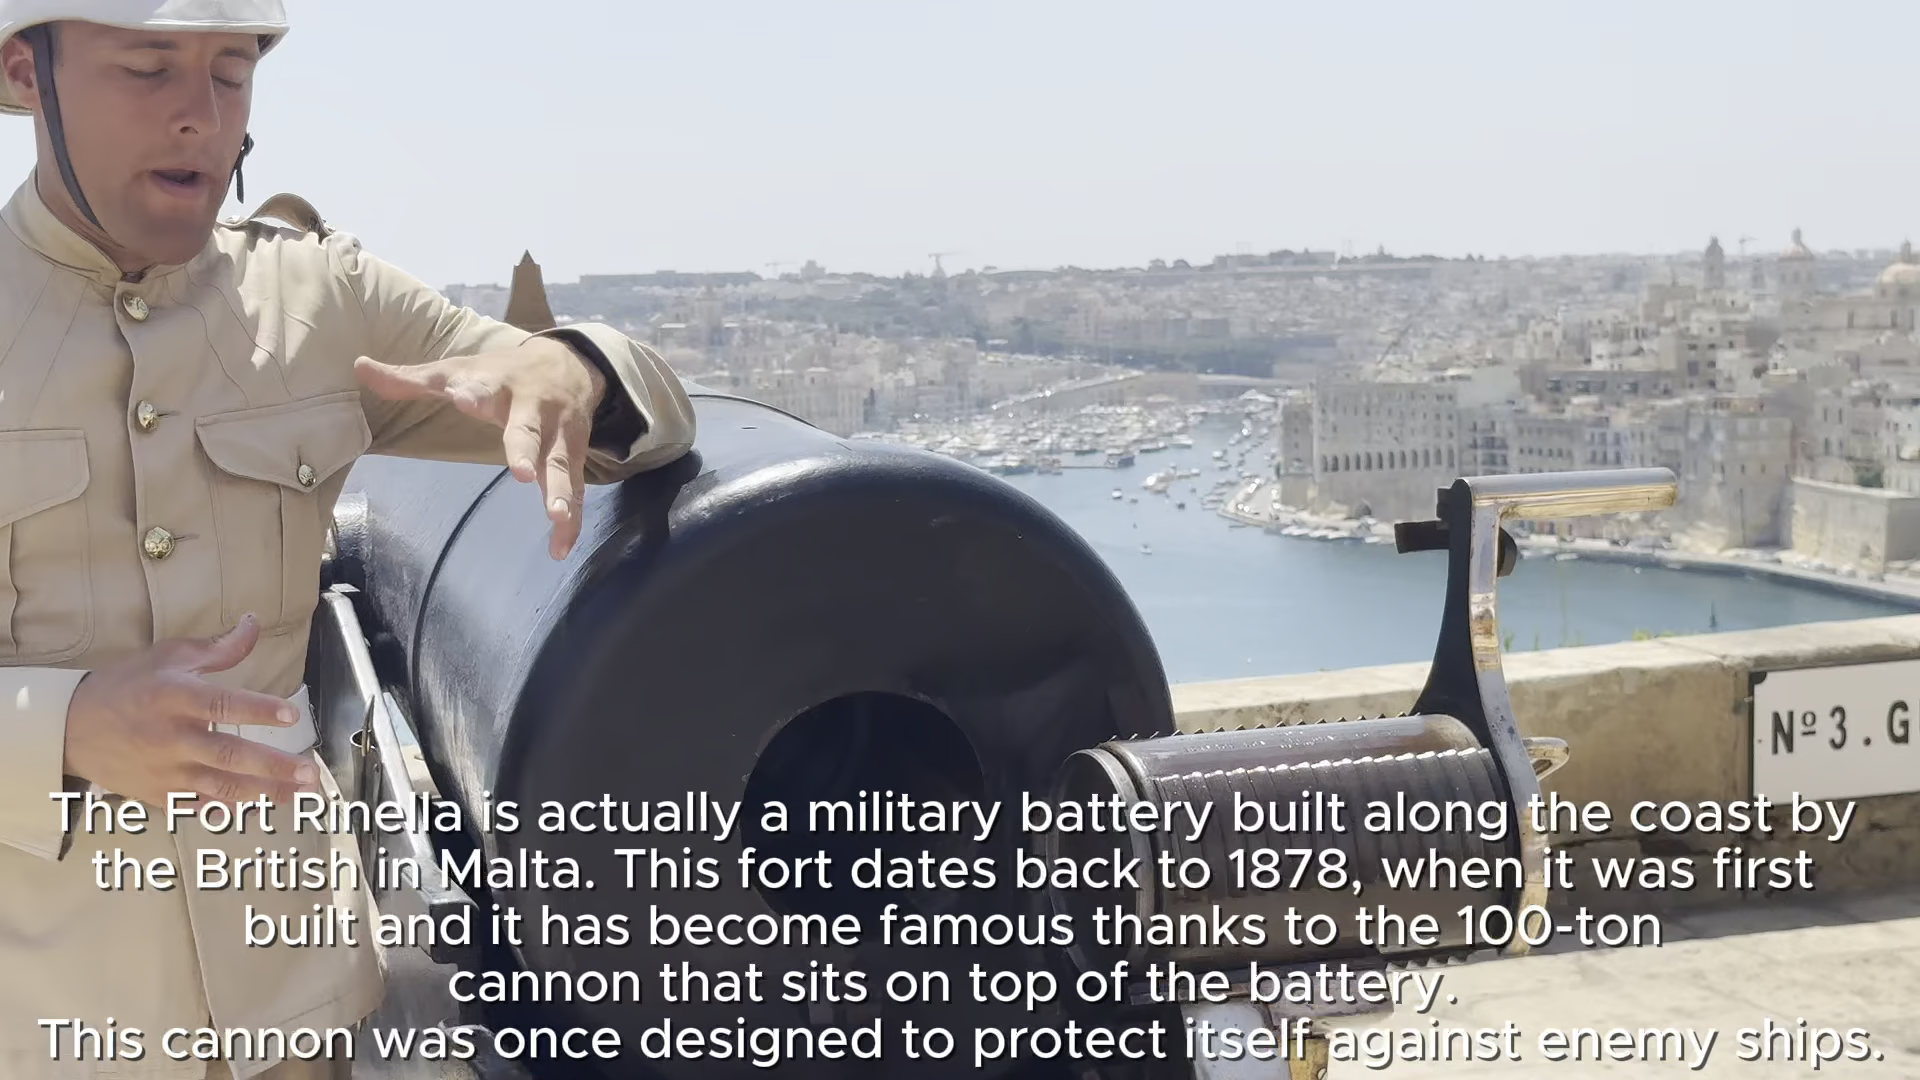 Nº 3. G
The Fort Rinella is actually a military battery built along the coast by
the British in Malta. This fort dates back to 1878, when it was first
built and it has become famous thanks to the 100-ton
cannon that sits on top of the battery.
This cannon was once designed to protect itself against enemy ships.